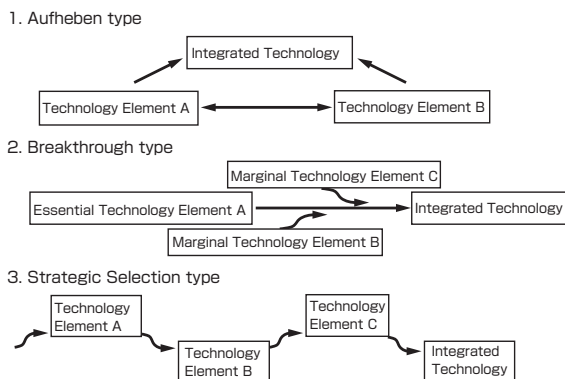 1. Aufheben type
Integrated Technology
Technology Element A
Technology Element B
2. Breakthrough type
Marginal Technology Element C
Essential Technology Element A
Integrated Technology
Marginal Technology Element B
3. Strategic Selection type
Technology
Element A
Technology
Element B
Technology
Element C
Integrated
Technology